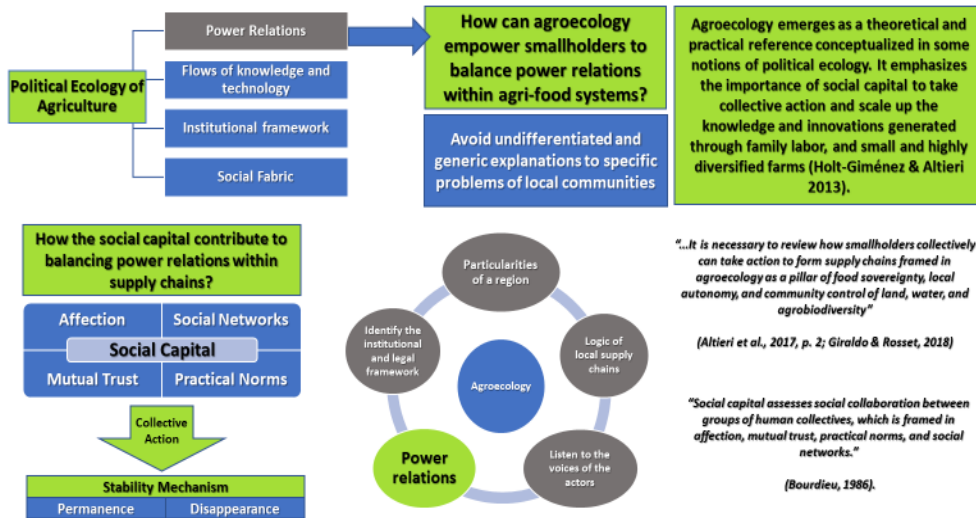 Political Ecology of
Agriculture
Power Relations
Flows of knowledge and
technology
Institutional framework
Social Fabric
How can agroecology
empower smallholders to
balance power relations
within agri-food systems?
Avoid undifferentiated and
generic explanations to specific
problems of local communities
Agroecology emerges as a theoretical and
practical reference conceptualized in some
notions of political ecology. It emphasizes
the importance of social capital to take
collective action and scale up the
knowledge and innovations generated
through family labor, and small and highly
diversified farms (Holt-Giménez & Altieri
2013).
How the social capital contribute to
balancing power relations within
supply chains?
Affection
Social Networks
Social Capital
Mutual Trust
Practical Norms
Collective
Action
Stability Mechanism
Permanence
Disappearance
Particularities
of a region
Identify the
institutional
and legal
framework
Logic of
local supply
chains
Agroecology
Power
relations
Listen to the
voices of the
actors
“...It is necessary to review how smallholders collectively
can take action to form supply chains framed in
agroecology as a pillar of food sovereignty, local
autonomy, and community control of land, water, and
agrobiodiversity”
(Altieri et al., 2017, p. 2; Giraldo & Rosset, 2018)
“Social capital assesses social collaboration between
groups of human collectives, which is framed in
affection, mutual trust, practical norms, and social
networks.”
(Bourdieu, 1986).